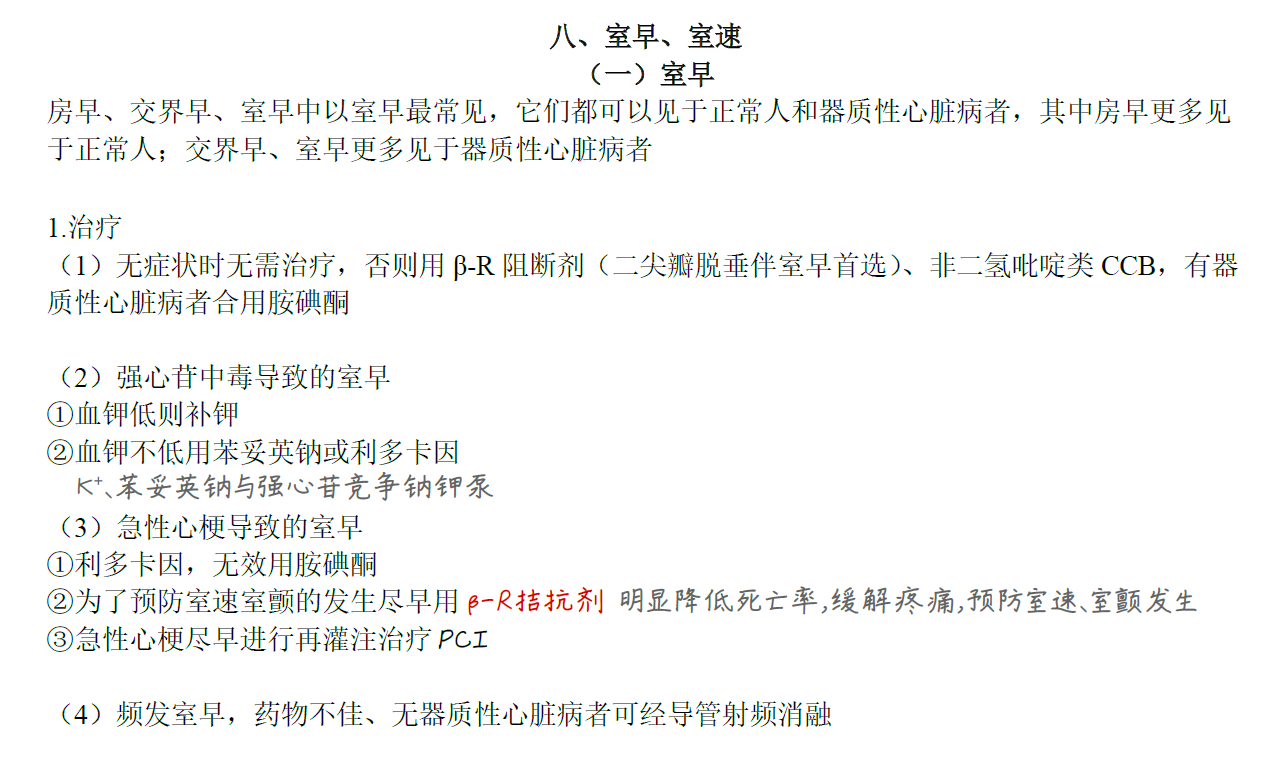 八、室早、室速
（一）室早
房早、交界早、室早中以室早最常见，它们都可以见于正常人和器质性心脏病者，其中房早更多见
于正常人；交界早、室早更多见于器质性心脏病者
1.治疗
（1）无症状时无需治疗，否则用 β-R 阻断剂（二尖瓣脱垂伴室早首选）、非二氢吡啶类 CCB，有器
质性心脏病者合用胺碘酮
（2）强心苷中毒导致的室早
①血钾低则补钾
②血钾不低用苯妥英钠或利多卡因
K⁺、苯妥英钠与强心苷竞争钠钾泵
（3）急性心梗导致的室早
①利多卡因，无效用胺碘酮
②为了预防室速室颤的发生尽早用 β-R拮抗剂 明显降低死亡率,缓解疼痛,预防室速、室颤发生
③急性心梗尽早进行再灌注治疗 PCI
（4）频发室早，药物不佳、无器质性心脏病者可经导管射频消融